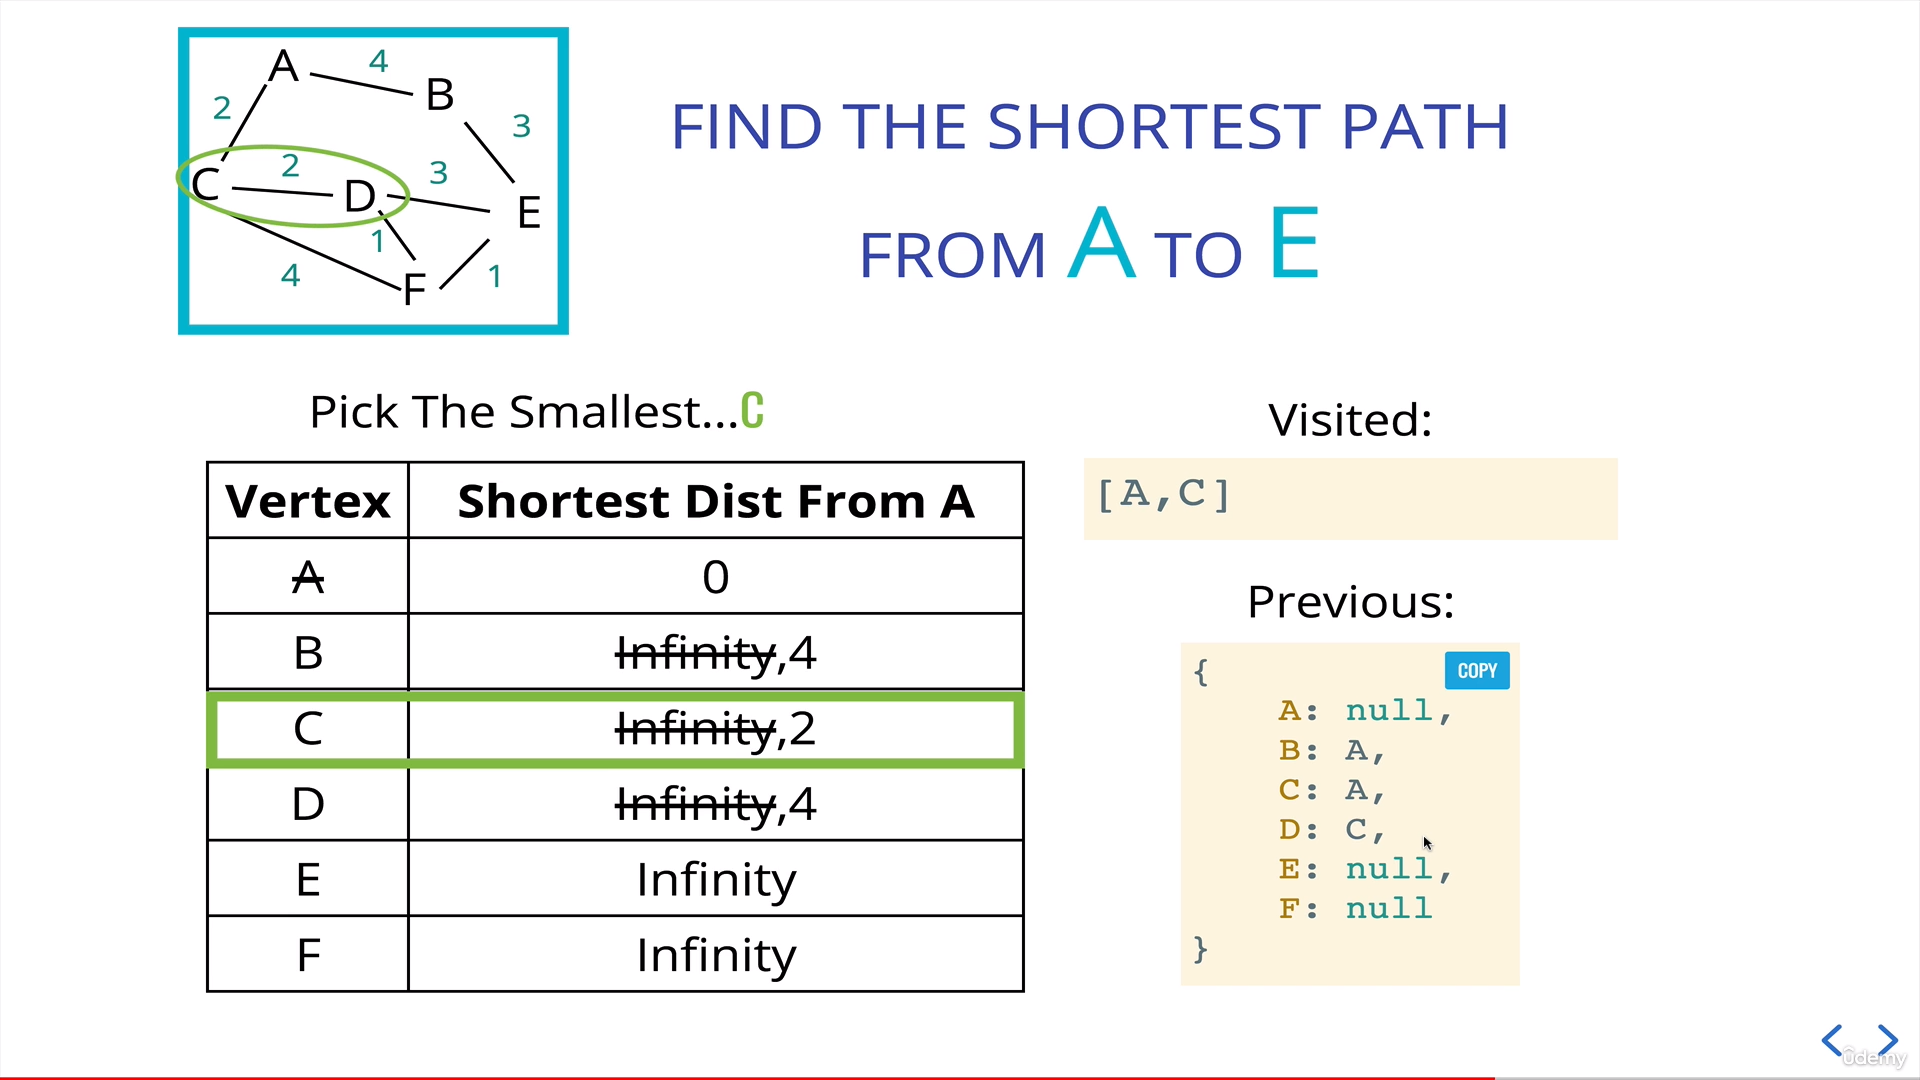 A 4 B
2 3
C 2 D 3 E
1
4 F 1
FIND THE SHORTEST PATH
FROM A TO E
Pick The Smallest...C
Vertex Shortest Dist From A
A 0
B Infinity,4
C Infinity,2
D Infinity,4
E Infinity
F Infinity
Visited:
[A,C]
Previous:
{
COPY
A: null,
B: A,
C: A,
D: C,
E: null,
F: null
}
ûdemy